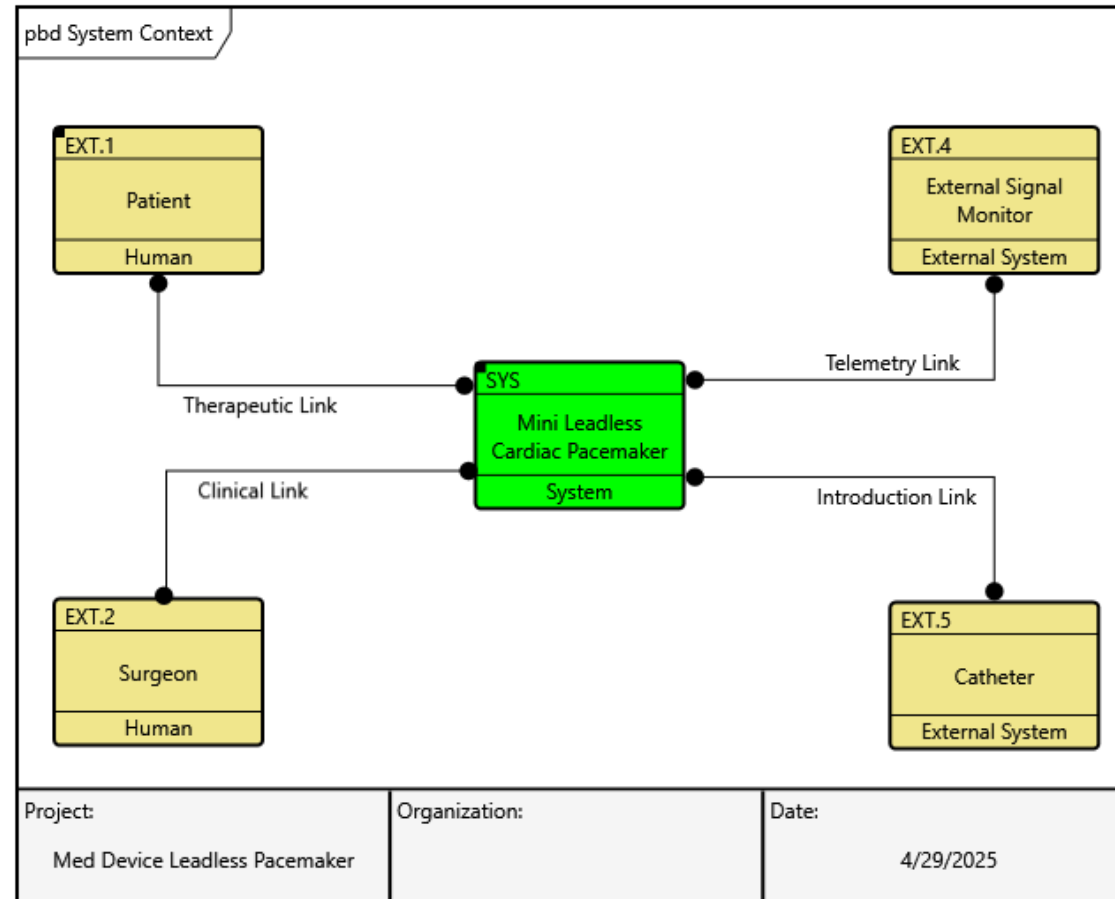 pbd System Context
EXT.1
Patient
Human
EXT.4
External Signal
Monitor
External System
Therapeutic Link
Telemetry Link
SYS
Mini Leadless
Cardiac Pacemaker
System
Clinical Link
Introduction Link
EXT.2
Surgeon
Human
EXT.5
Catheter
External System
Project:
Med Device Leadless Pacemaker
Organization:
Date:
4/29/2025